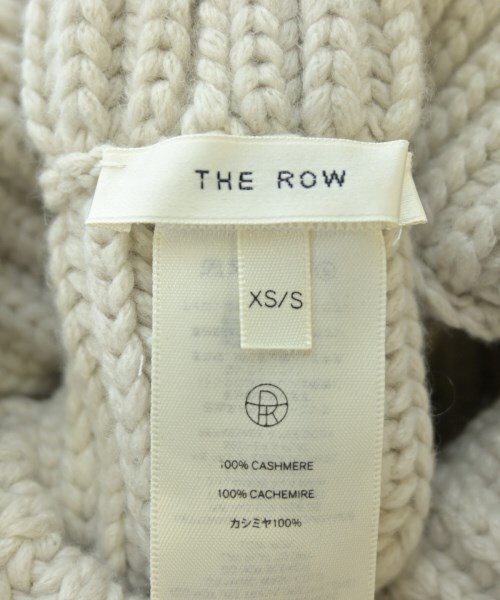 THE ROW
XS/S
100% CASHMERE
100% CACHEMIRE
カシミヤ100%